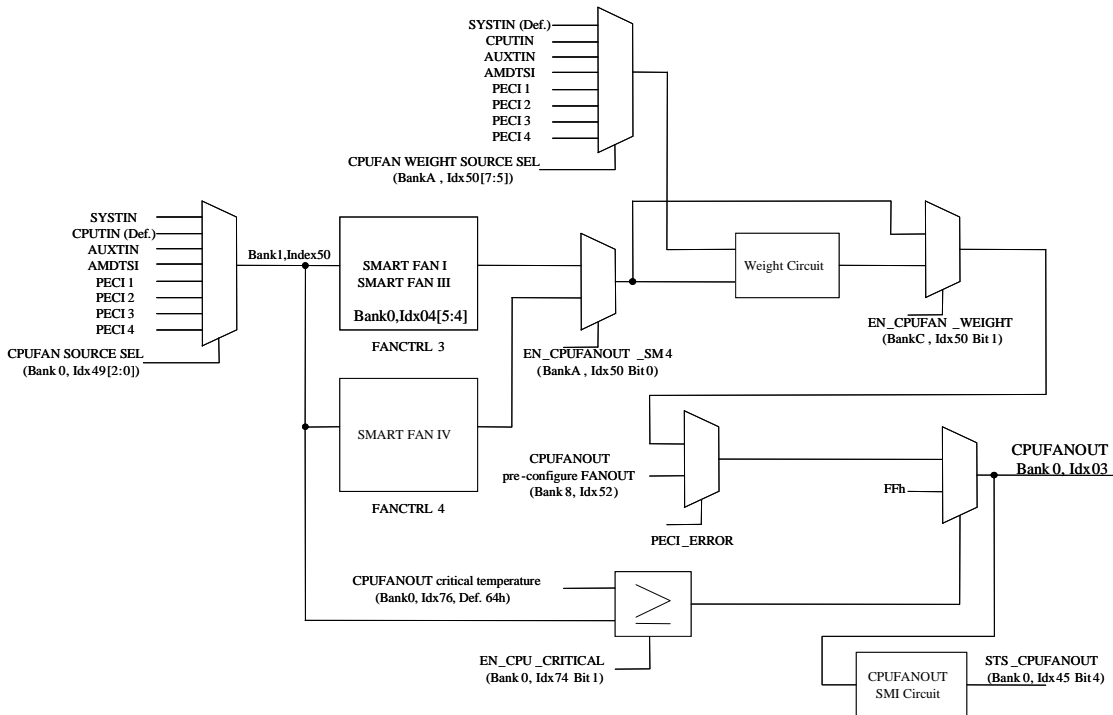 SYSTIN (Def.)
CPUTIN
AUXTIN
AMDTSI
PECI 1
PECI 2
PECI 3
PECI 4
CPUFAN WEIGHT SOURCE SEL
(BankA , Idx50[7:5])
SYSTIN
CPUTIN (Def.)
AUXTIN
AMDTSI
PECI 1
PECI 2
PECI 3
PECI 4
CPUFAN SOURCE SEL
(Bank 0, Idx49[2:0])
Bank1,Index50
SMART FAN I
SMART FAN III
Bank0,Idx04[5:4]
FANCTRL 3
SMART FAN IV
FANCTRL 4
EN_CPUFANOUT _SM4
(BankA , Idx50 Bit 0)
Weight Circuit
EN_CPUFAN _WEIGHT
(BankC , Idx50 Bit 1)
CPUFANOUT
pre-configure FANOUT
(Bank 8, Idx52)
PECI_ERROR
FFh
CPUFANOUT
Bank 0, Idx03
CPUFANOUT critical temperature
(Bank0, Idx76, Def. 64h)
≥
EN_CPU _CRITICAL
(Bank 0, Idx74 Bit 1)
CPUFANOUT
SMI Circuit
STS _CPUFANOUT
(Bank 0, Idx45 Bit 4)